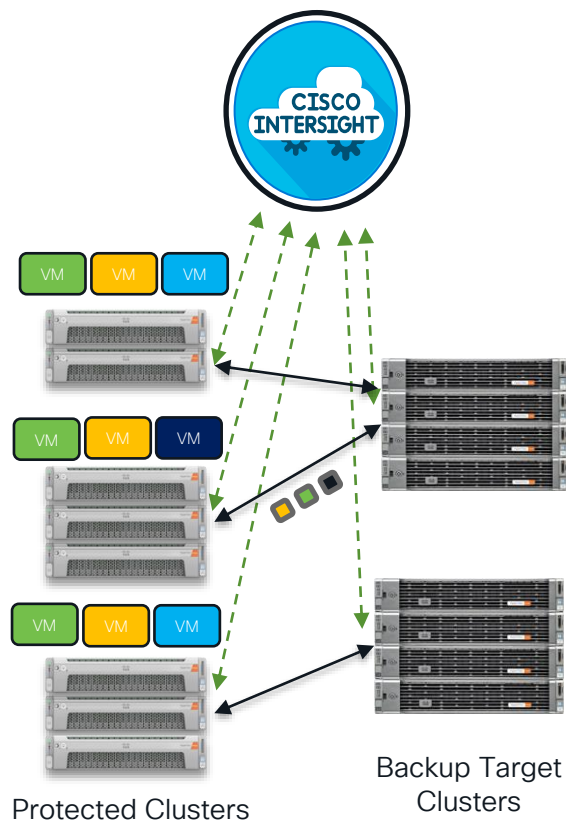 CISCO
INTERSIGHT
VM VM VM
VM VM VM
VM VM VM
Backup Target
Clusters
Protected Clusters